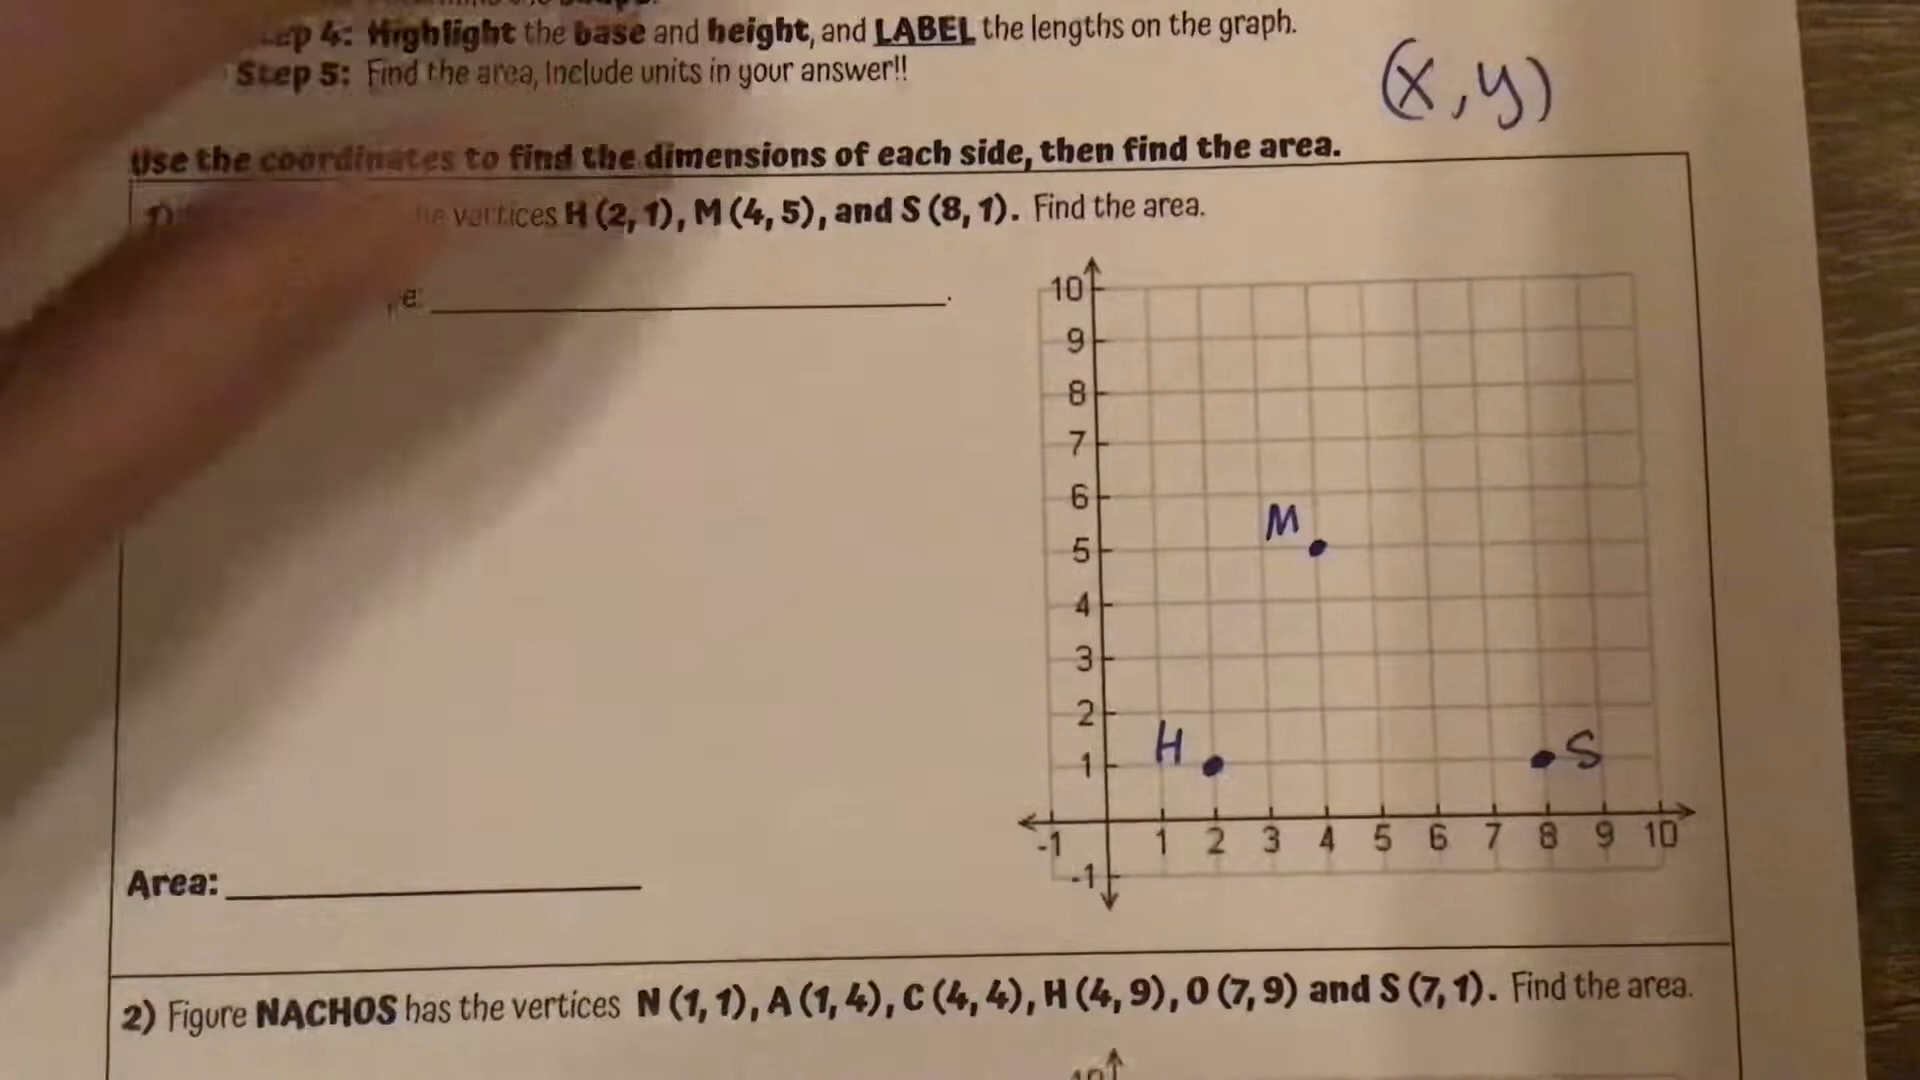 Step 4: Highlight the base and height, and LABEL the lengths on the graph.
Step 5: Find the area, Include units in your answer!!
(x,y)
Use the coordinates to find the dimensions of each side, then find the area.
1) vertices H (2, 1), M (4, 5), and S (8, 1). Find the area.
10
9
8
7
6
M
5
4
3
2
H
S
1
-1 1 2 3 4 5 6 7 8 9 10
-1
Area:
2) Figure NACHOS has the vertices N (1, 1), A (1, 4), C (4, 4), H (4, 9), O (7, 9) and S (7, 1). Find the area.
10